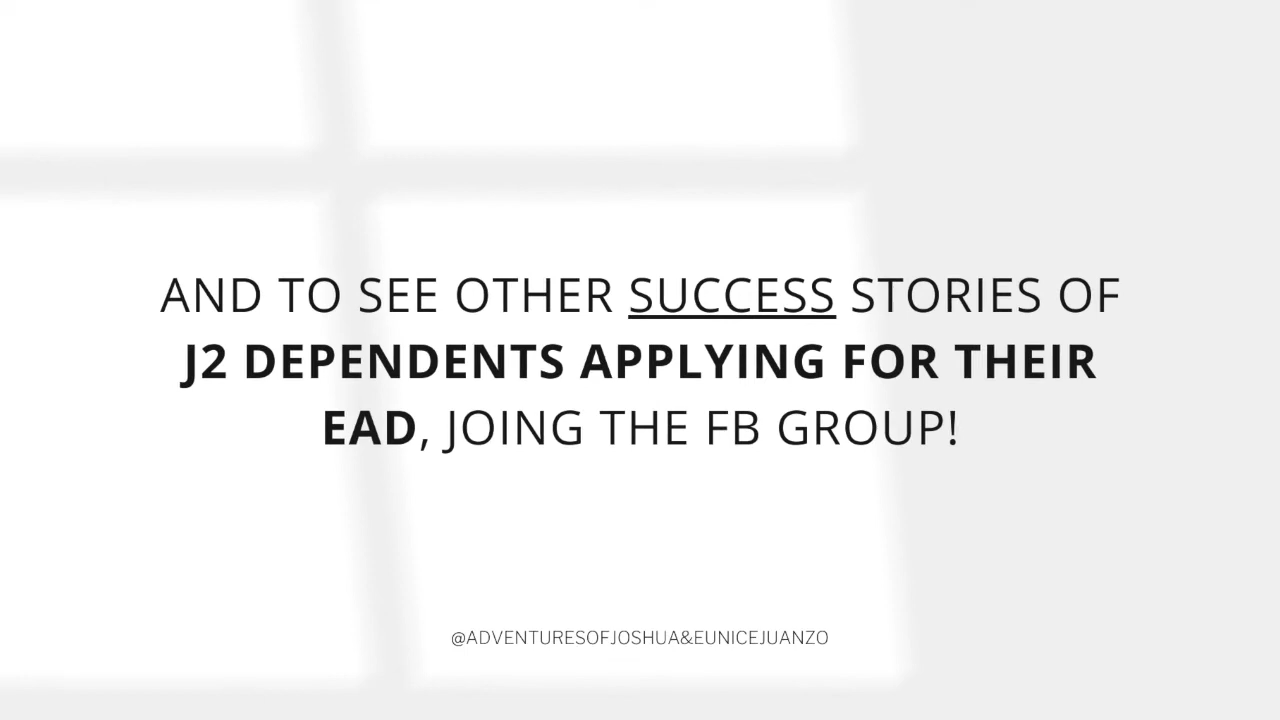 AND TO SEE OTHER SUCCESS STORIES OF
J2 DEPENDENTS APPLYING FOR THEIR
EAD, JOING THE FB GROUP!
@ADVENTURESOFJOSHUA&EUNICEJUANZO